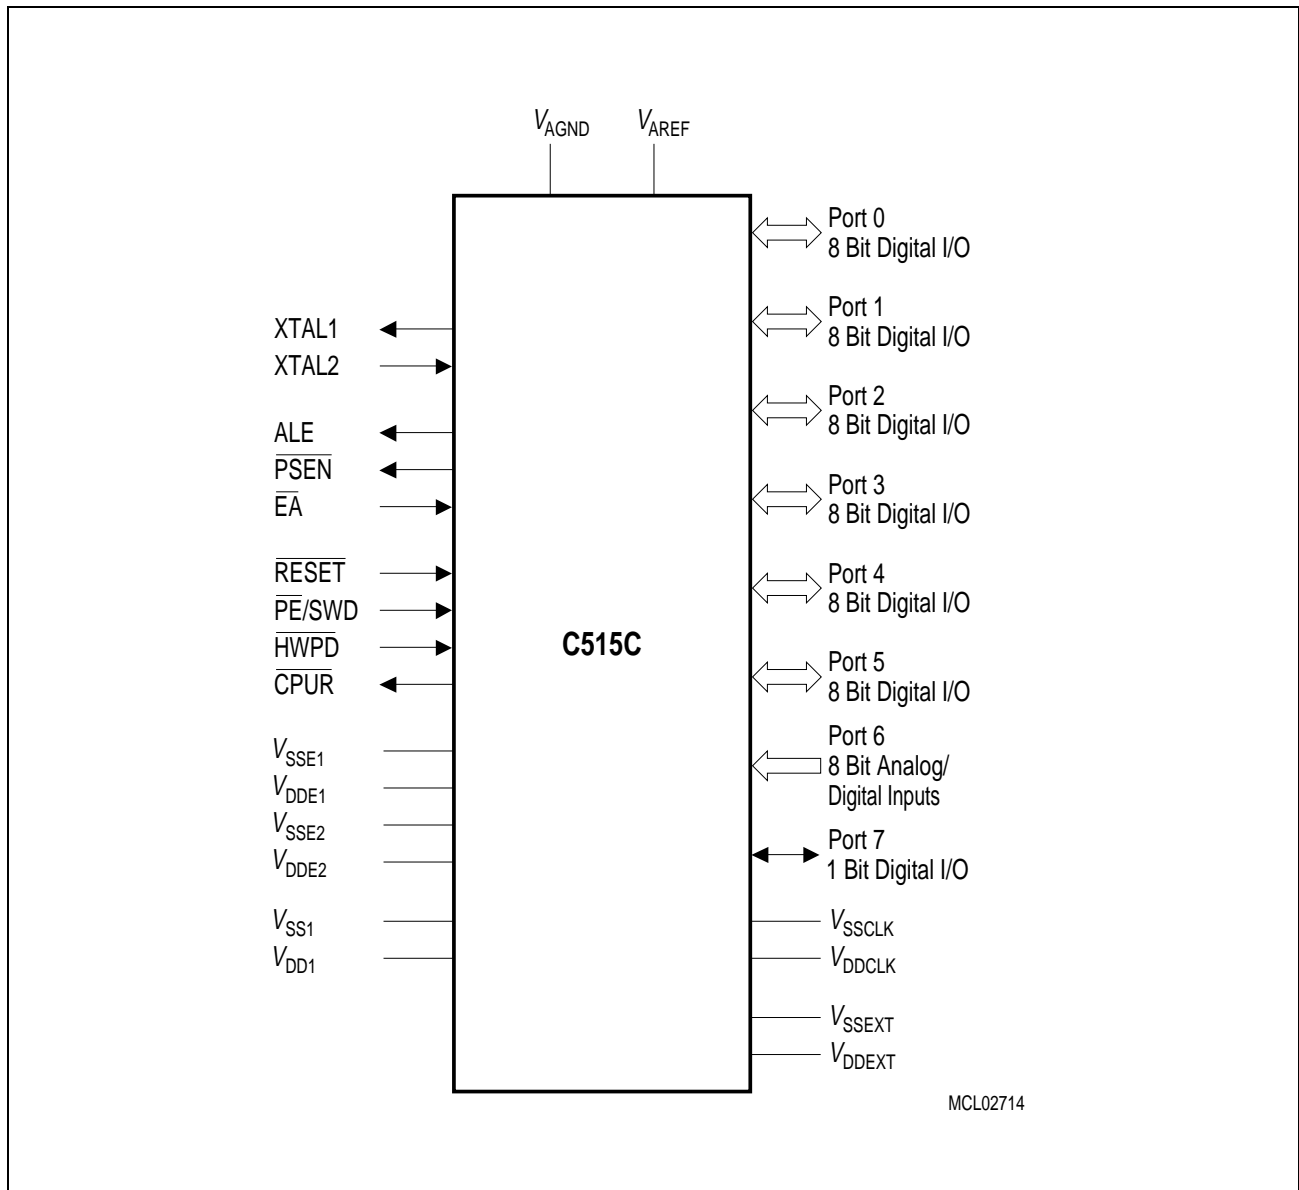 VAGND VAREF
Port 0
8 Bit Digital I/O
Port 1
8 Bit Digital I/O
XTAL1
XTAL2
Port 2
8 Bit Digital I/O
ALE
PSEN
EA
Port 3
8 Bit Digital I/O
RESET
PE/SWD
HWPD
CPUR
C515C
Port 4
8 Bit Digital I/O
Port 5
8 Bit Digital I/O
Port 6
8 Bit Analog/
Digital Inputs
VSSE1
VDDE1
VSSE2
VDDE2
Port 7
1 Bit Digital I/O
VSS1
VDD1
VSSCLK
VDDCLK
VSSEXT
VDDEXT
MCL02714